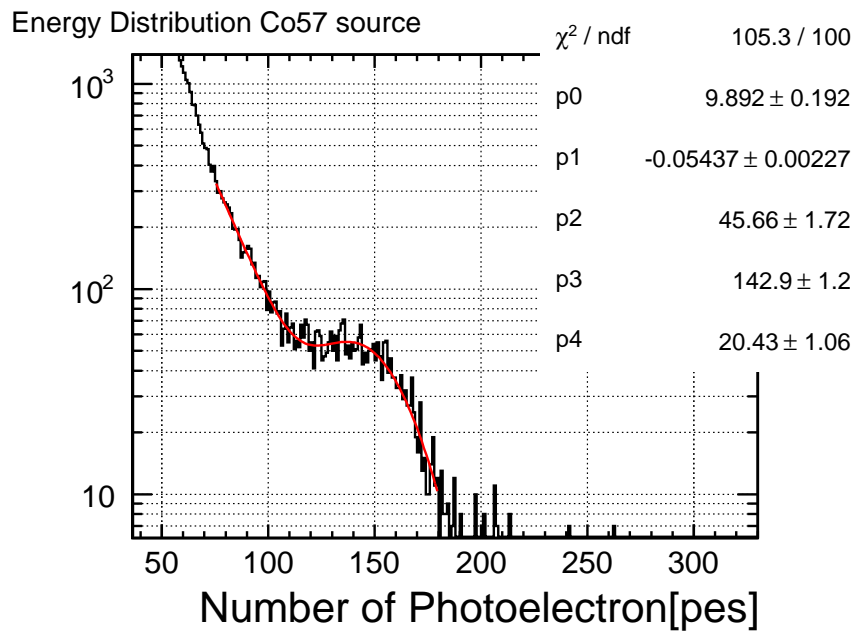 Energy Distribution Co57 source
χ² / ndf 105.3 / 100
p0 9.892 ± 0.192
p1 -0.05437 ± 0.00227
p2 45.66 ± 1.72
p3 142.9 ± 1.2
p4 20.43 ± 1.06
10³
10²
10
50 100 150 200 250 300
Number of Photoelectron[pes]